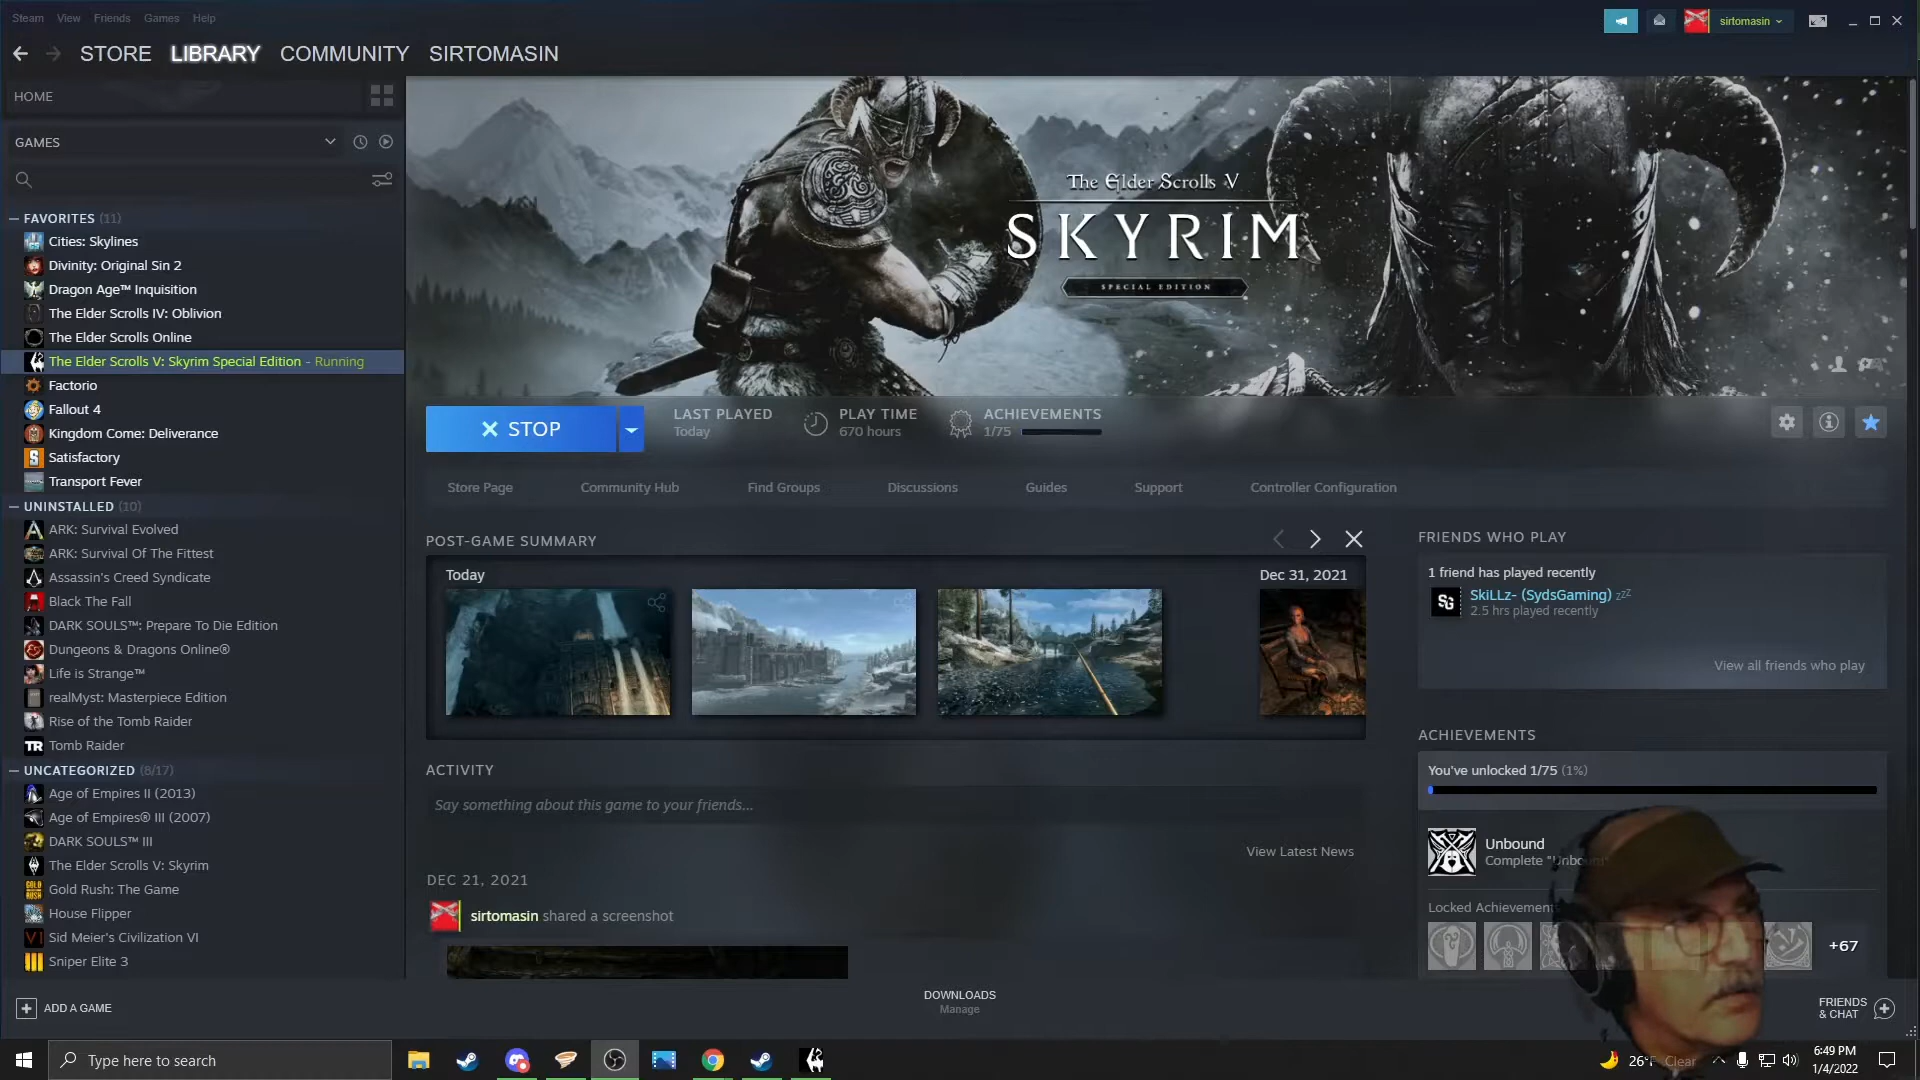 Steam View Friends Games Help
sirtomasin
STORE LIBRARY COMMUNITY SIRTOMASIN
HOME
GAMES
FAVORITES (11)
Cities: Skylines
Divinity: Original Sin 2
Dragon Age™ Inquisition
The Elder Scrolls IV: Oblivion
The Elder Scrolls Online
The Elder Scrolls V: Skyrim Special Edition - Running
Factorio
Fallout 4
Kingdom Come: Deliverance
Satisfactory
Transport Fever
UNINSTALLED (10)
ARK: Survival Evolved
ARK: Survival Of The Fittest
Assassin's Creed Syndicate
Black The Fall
DARK SOULS™: Prepare To Die Edition
Dungeons & Dragons Online®
Life is Strange™
realMyst: Masterpiece Edition
Rise of the Tomb Raider
Tomb Raider
UNCATEGORIZED (8/17)
Age of Empires II (2013)
Age of Empires® III (2007)
DARK SOULS™ III
The Elder Scrolls V: Skyrim
Gold Rush: The Game
House Flipper
Sid Meier's Civilization VI
Sniper Elite 3
ADD A GAME
The Elder Scrolls V
SKYRIM
SPECIAL EDITION
STOP
LAST PLAYED
Today
PLAY TIME
670 hours
ACHIEVEMENTS
1/75
Store Page Community Hub Find Groups Discussions Guides Support Controller Configuration
POST-GAME SUMMARY
Today
Dec 31, 2021
ACTIVITY
Say something about this game to your friends...
View Latest News
DEC 21, 2021
sirtomasin shared a screenshot
FRIENDS WHO PLAY
1 friend has played recently
SG
SkiLLz- (SydsGaming) zzZ
2.5 hrs played recently
View all friends who play
ACHIEVEMENTS
You've unlocked 1/75 (1%)
Unbound
Complete "Unbound"
Locked Achievement
+67
DOWNLOADS
Manage
FRIENDS
& CHAT
Type here to search
26°F Clear
6:49 PM
1/4/2022